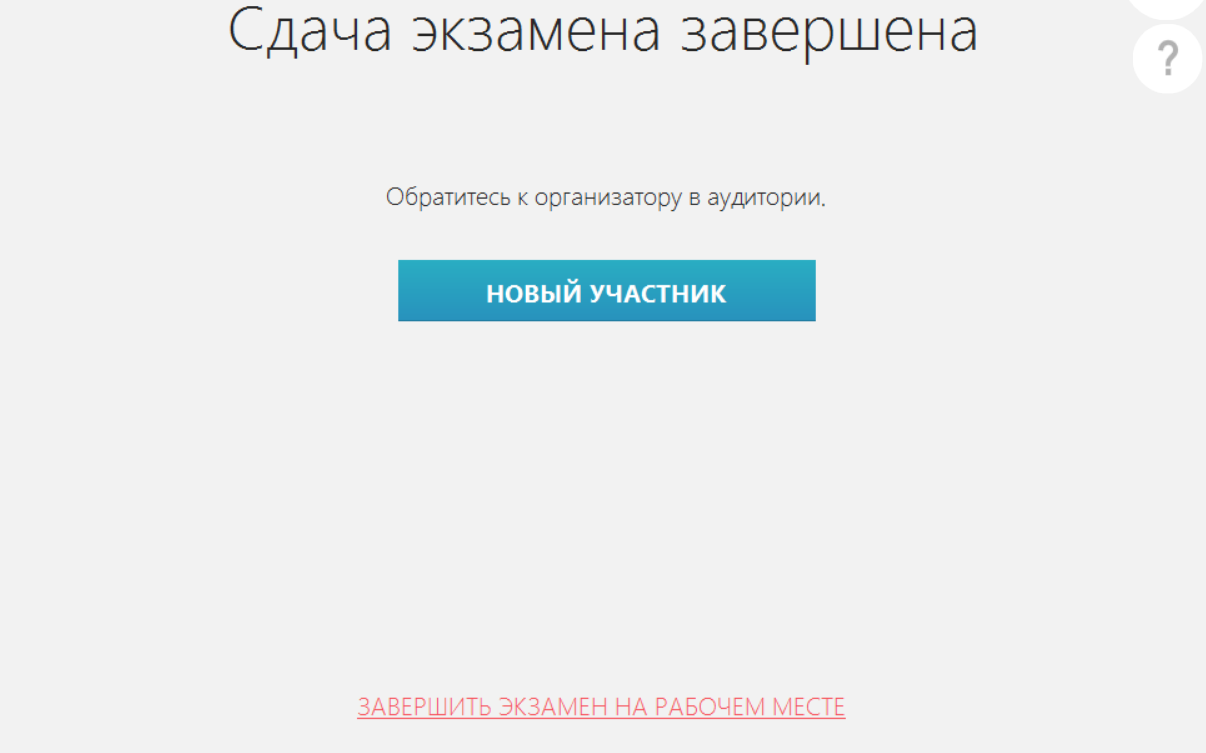 Сдача экзамена завершена
?
Обратитесь к организатору в аудитории.
НОВЫЙ УЧАСТНИК
ЗАВЕРШИТЬ ЭКЗАМЕН НА РАБОЧЕМ МЕСТЕ